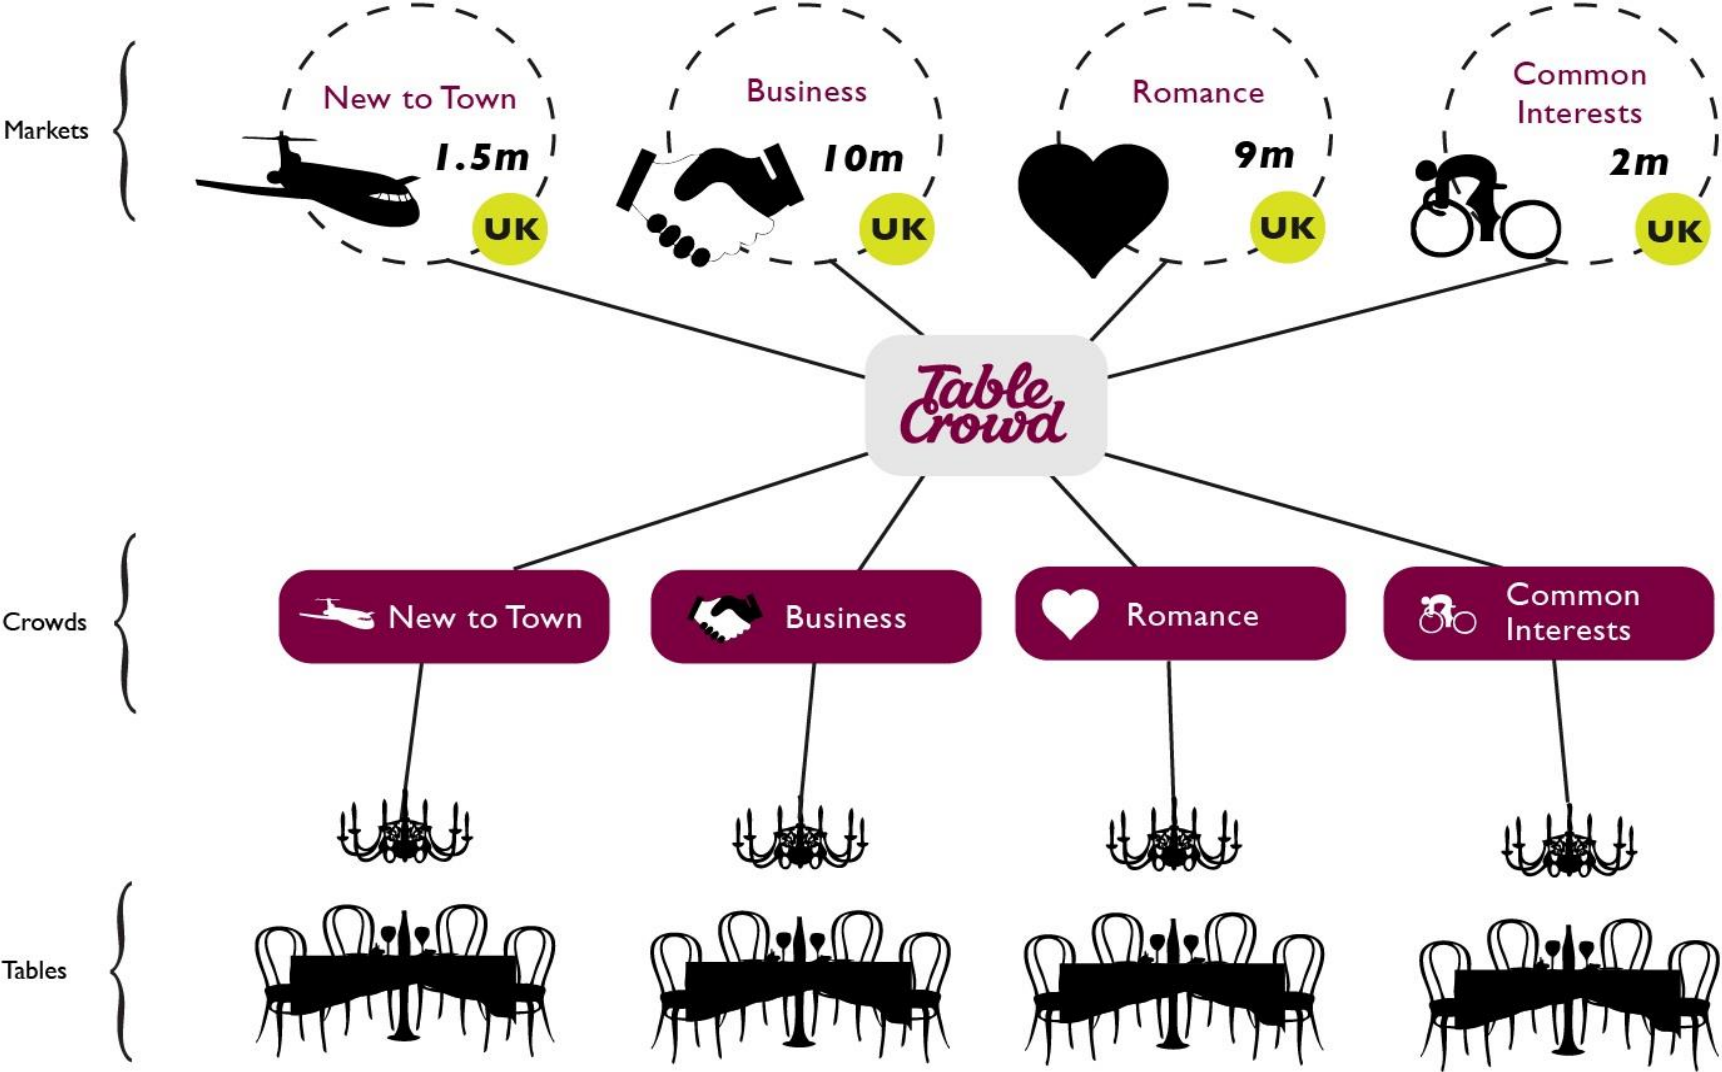 Markets
New to Town
1.5m
UK
Business
10m
UK
Romance
9m
UK
Common
Interests
2m
UK
Table
Crowd
Crowds
New to Town
Business
Romance
Common
Interests
Tables